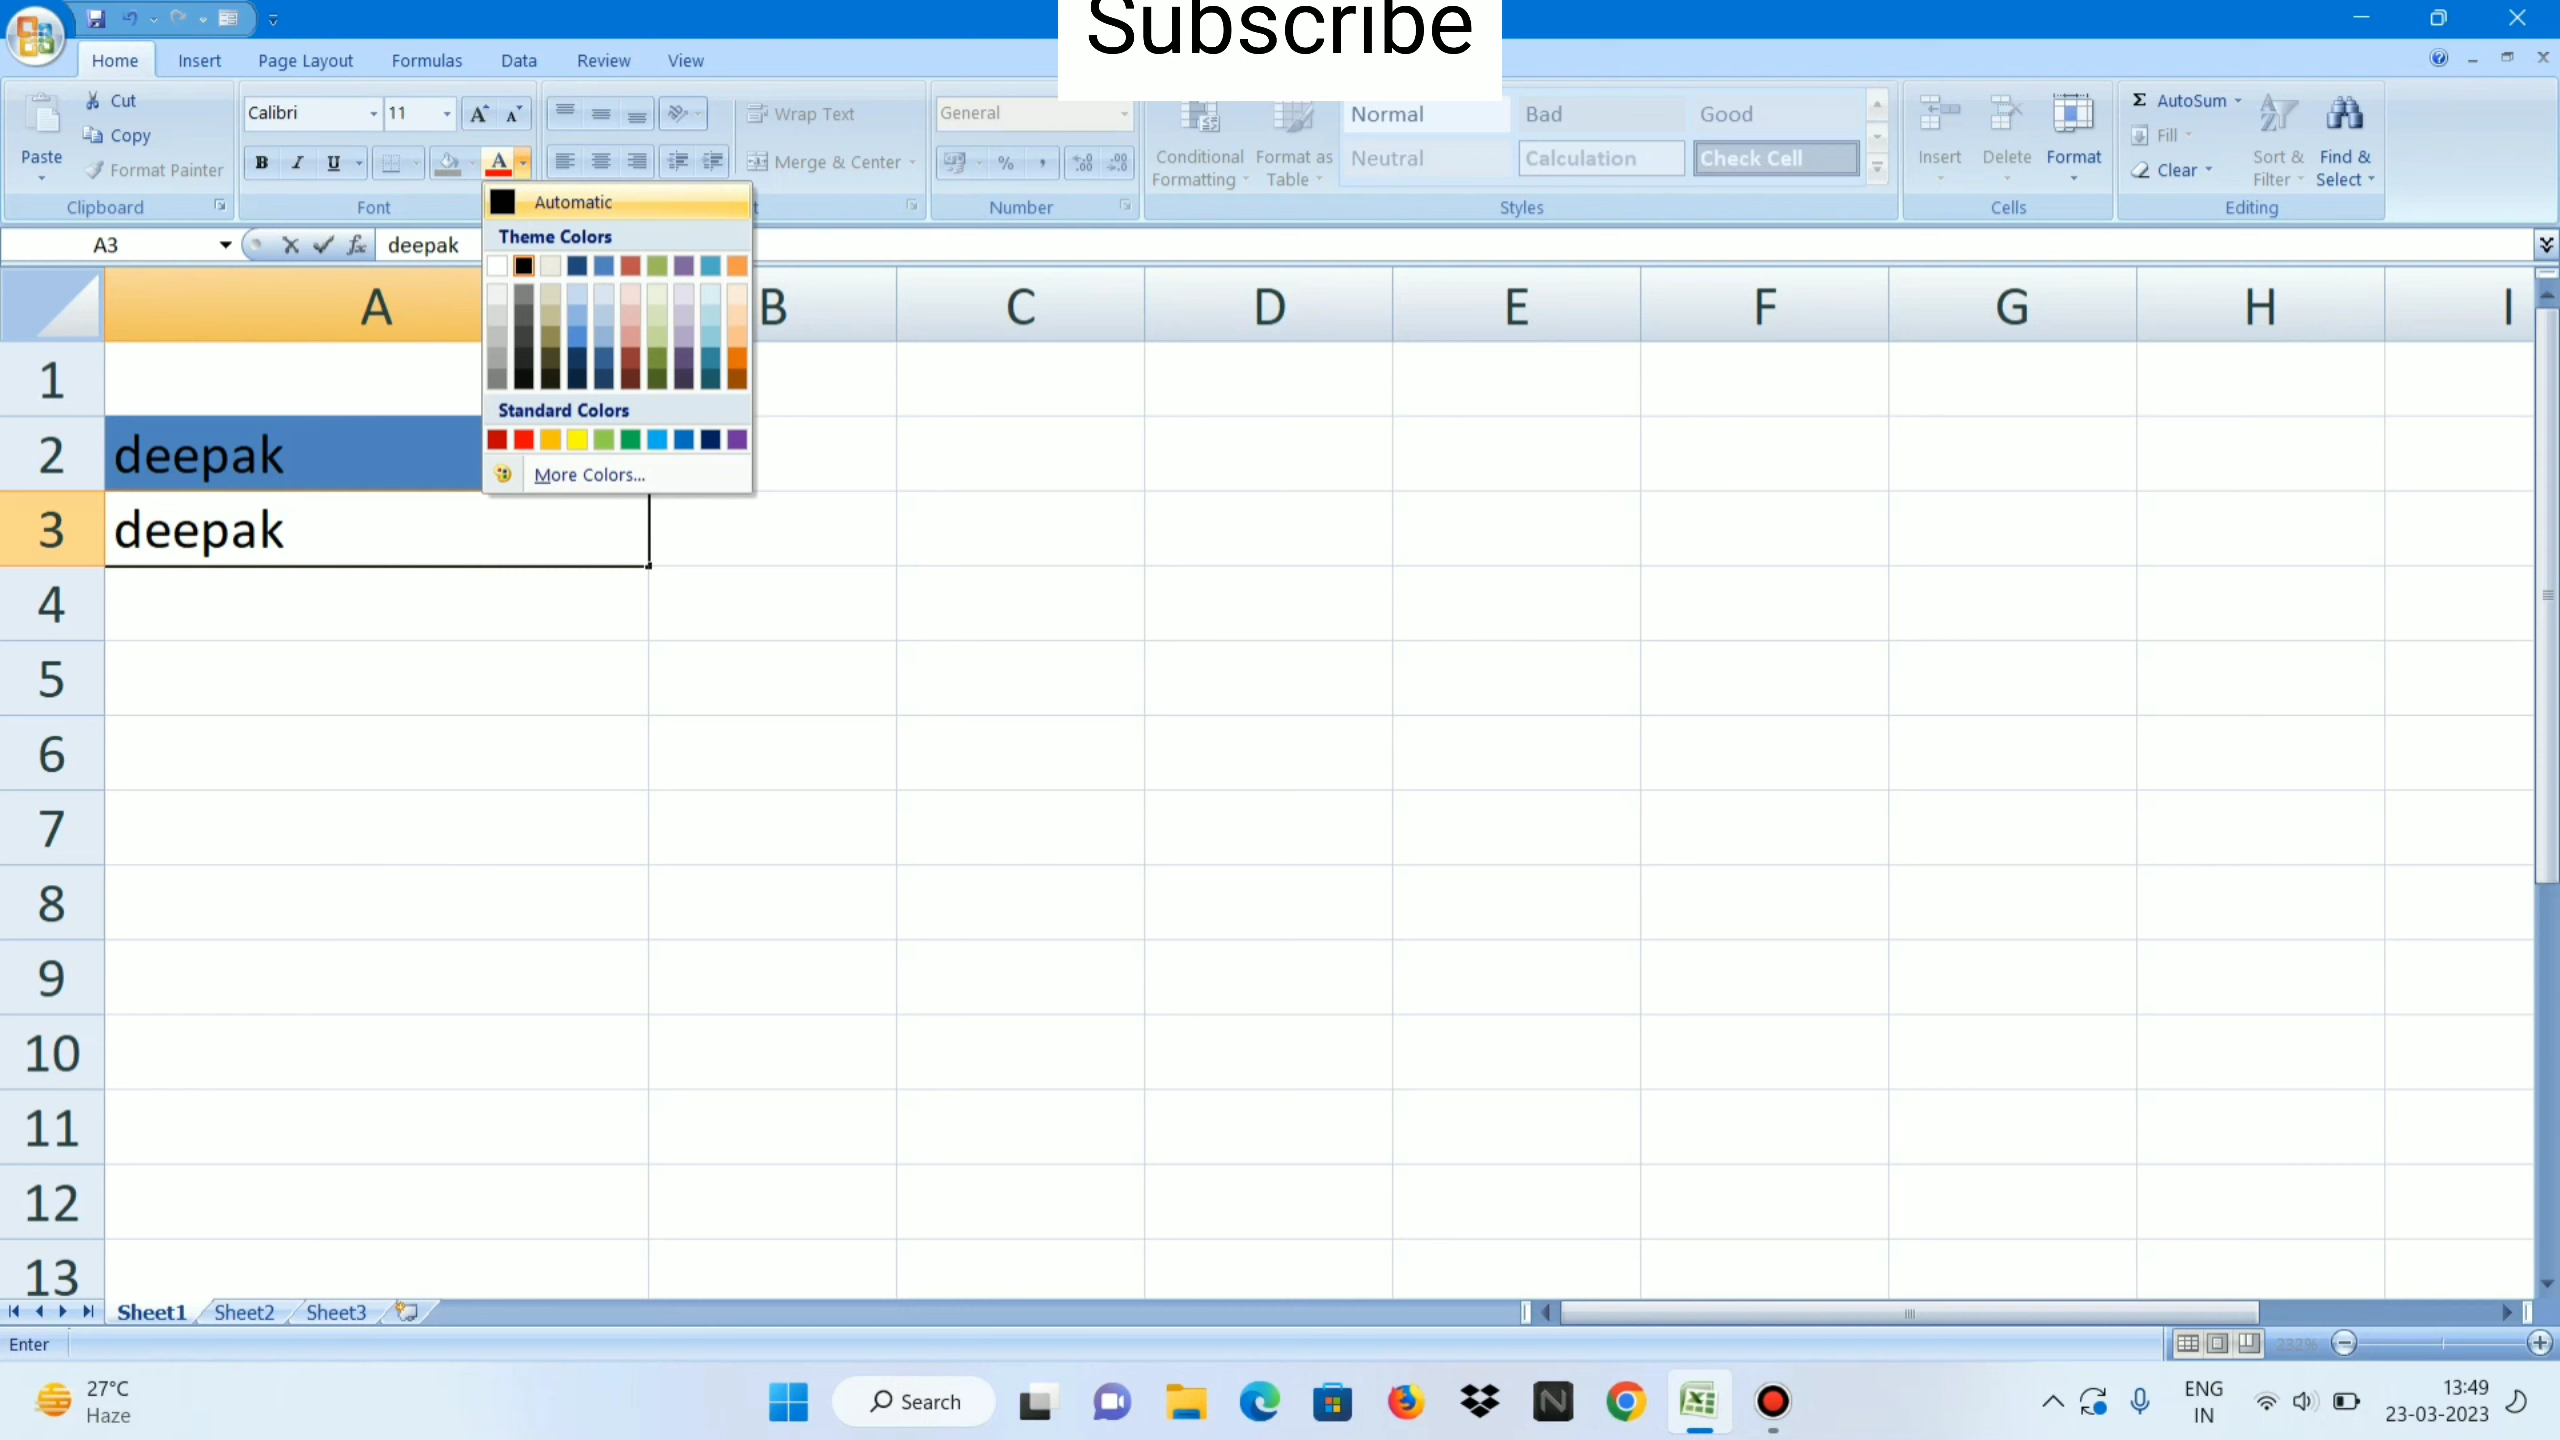 Subscribe
Home Insert Page Layout Formulas Data Review View
Cut
Copy
Format Painter
Paste
Clipboard
Calibri 11
B I U
Font
Wrap Text
Merge & Center
General
Number
Conditional Formatting
Format as Table
Normal Bad Good
Neutral Calculation Check Cell
Styles
Insert Delete Format
Cells
Σ AutoSum
Fill
Clear
Sort & Filter
Find & Select
Editing
Automatic
Theme Colors
Standard Colors
More Colors...
A3 fx deepak
A B C D E F G H I
1
2 deepak
3 deepak
4
5
6
7
8
9
10
11
12
13
Sheet1 Sheet2 Sheet3
Enter
232%
27°C
Haze
Search
ENG
IN
13:49
23-03-2023